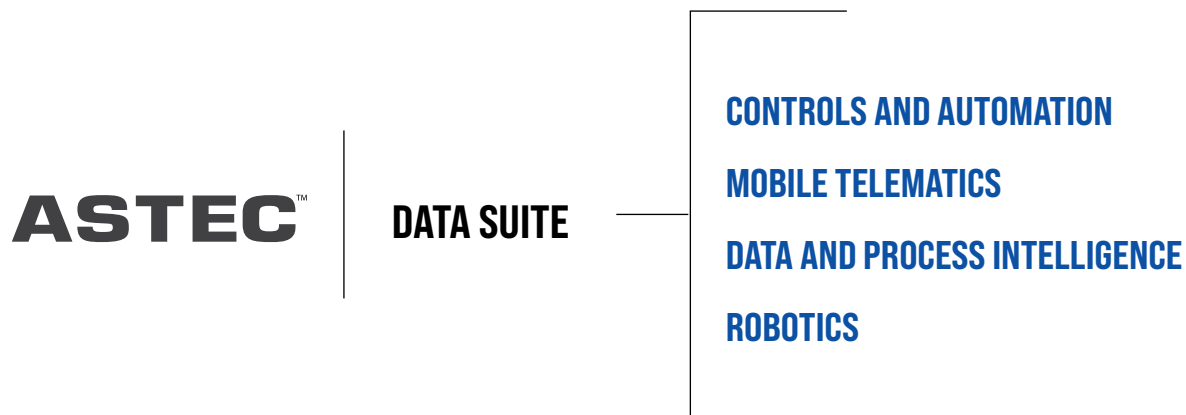 ASTEC™
DATA SUITE
CONTROLS AND AUTOMATION
MOBILE TELEMATICS
DATA AND PROCESS INTELLIGENCE
ROBOTICS